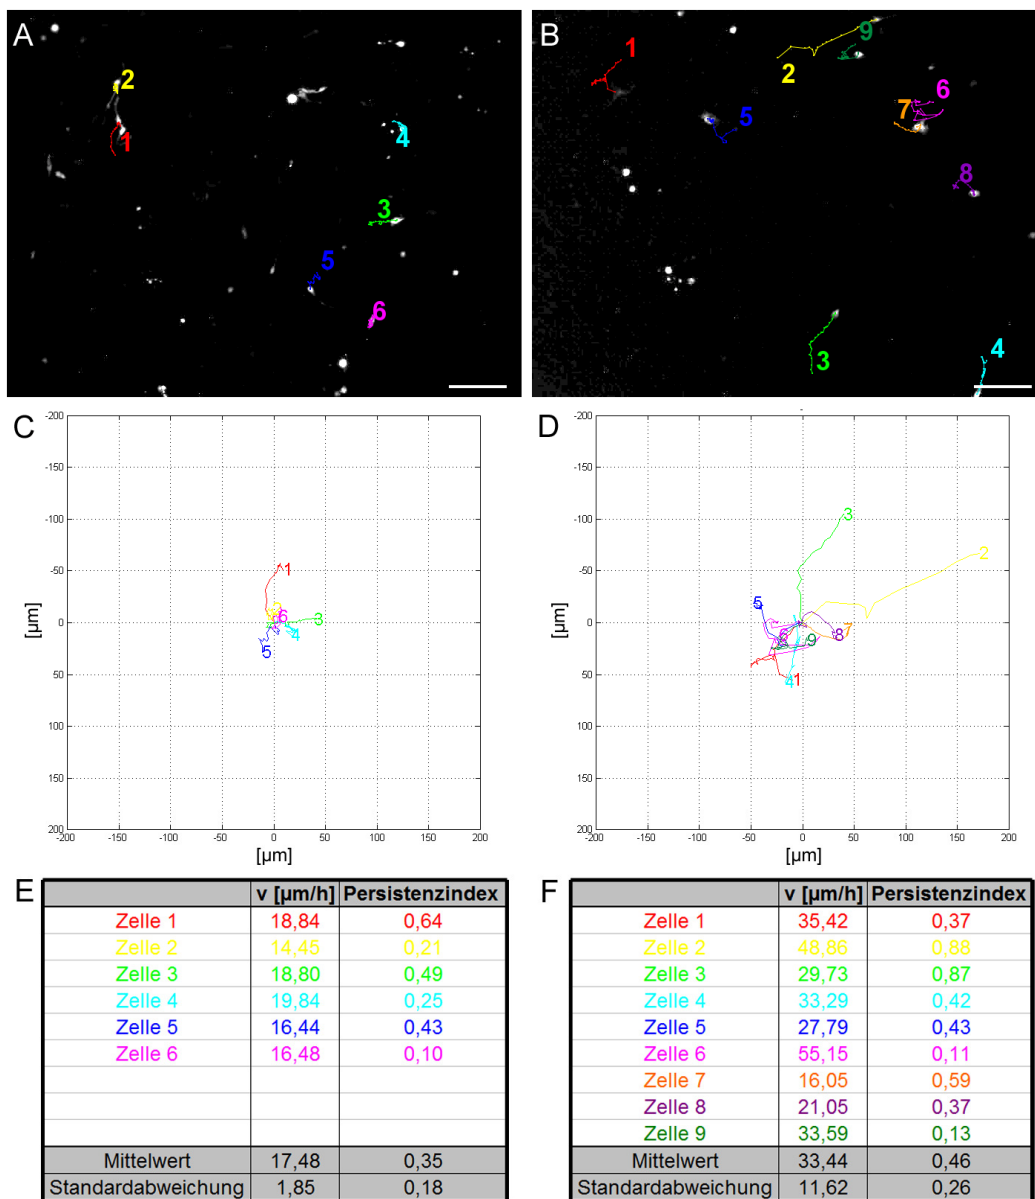 A
2
1
4
3
5
6
B
1
9
2
6
7
5
8
3
4
C
-200
-150
-100
-50
0
50
100
150
200
[µm]
1
2
6
3
4
5
-200 -150 -100 -50 0 50 100 150 200
[µm]
D
-200
-150
-100
-50
0
50
100
150
200
[µm]
3
2
5
6
9
8
7
4
1
-200 -150 -100 -50 0 50 100 150 200
[µm]
E
v [µm/h] Persistenzindex
Zelle 1 18,84 0,64
Zelle 2 14,45 0,21
Zelle 3 18,80 0,49
Zelle 4 19,84 0,25
Zelle 5 16,44 0,43
Zelle 6 16,48 0,10
Mittelwert 17,48 0,35
Standardabweichung 1,85 0,18
F
v [µm/h] Persistenzindex
Zelle 1 35,42 0,37
Zelle 2 48,86 0,88
Zelle 3 29,73 0,87
Zelle 4 33,29 0,42
Zelle 5 27,79 0,43
Zelle 6 55,15 0,11
Zelle 7 16,05 0,59
Zelle 8 21,05 0,37
Zelle 9 33,59 0,13
Mittelwert 33,44 0,46
Standardabweichung 11,62 0,26